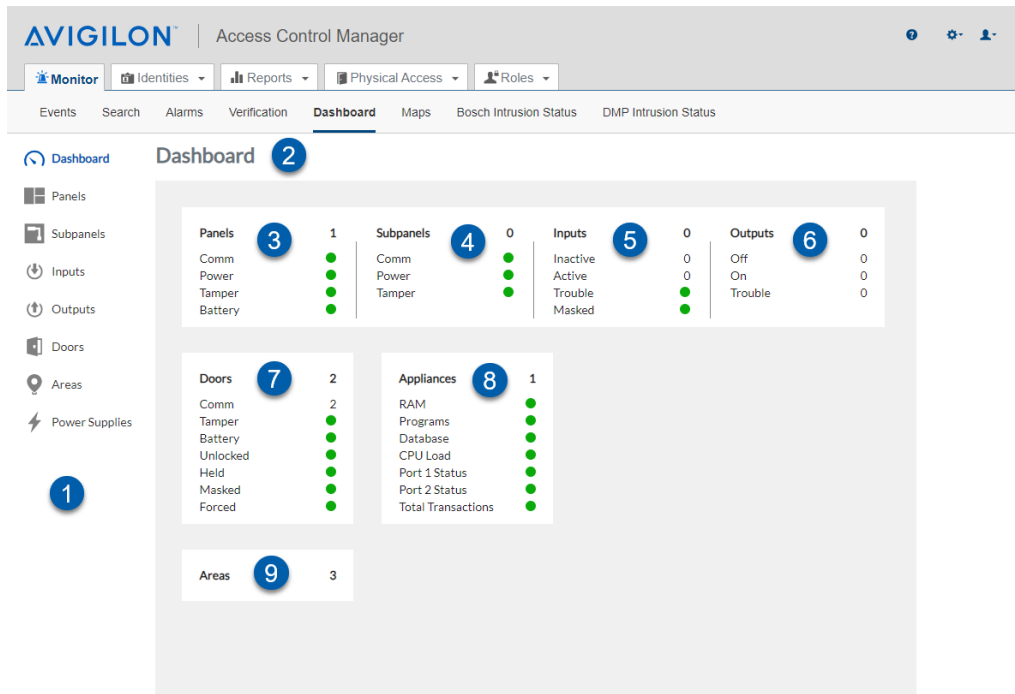 AVIGILON™ Access Control Manager
Monitor Identities Reports Physical Access Roles
Events Search Alarms Verification Dashboard Maps Bosch Intrusion Status DMP Intrusion Status
Dashboard
Panels
Subpanels
Inputs
Outputs
Doors
Areas
Power Supplies
1
Dashboard 2
Panels 3 1
Comm
Power
Tamper
Battery
Subpanels 4 0
Comm
Power
Tamper
Inputs 5 0
Inactive 0
Active 0
Trouble
Masked
Outputs 6 0
Off 0
On 0
Trouble 0
Doors 7 2
Comm 2
Tamper
Battery
Unlocked
Held
Masked
Forced
Appliances 8 1
RAM
Programs
Database
CPU Load
Port 1 Status
Port 2 Status
Total Transactions
Areas 9 3